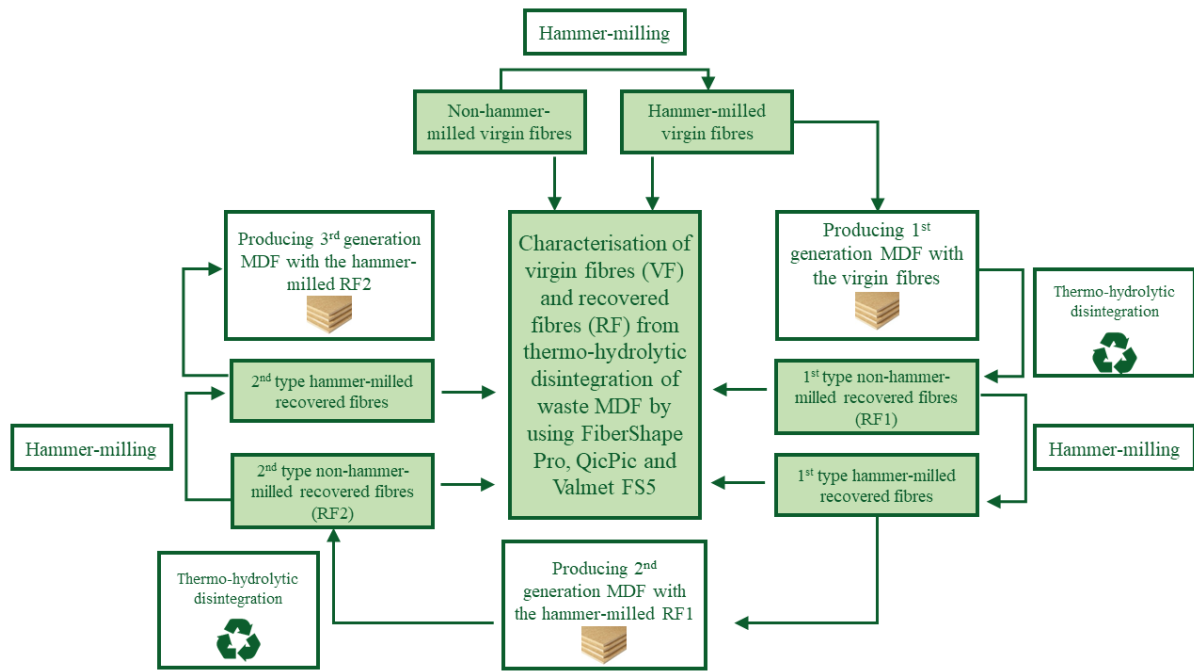 Hammer-milling
Non-hammer-
milled virgin fibres
Hammer-milled
virgin fibres
Producing 3rd generation
MDF with the hammer-
milled RF2
Characterisation of
virgin fibres (VF)
and recovered
fibres (RF) from
thermo-hydrolytic
disintegration of
waste MDF by
using FiberShape
Pro, QicPic and
Valmet FS5
Producing 1st
generation MDF with
the virgin fibres
Thermo-hydrolytic
disintegration
2nd type hammer-milled
recovered fibres
1st type non-hammer-
milled recovered fibres
(RF1)
Hammer-milling
Hammer-milling
2nd type non-hammer-
milled recovered fibres
(RF2)
1st type hammer-milled
recovered fibres
Thermo-hydrolytic
disintegration
Producing 2nd
generation MDF with
the hammer-milled RF1